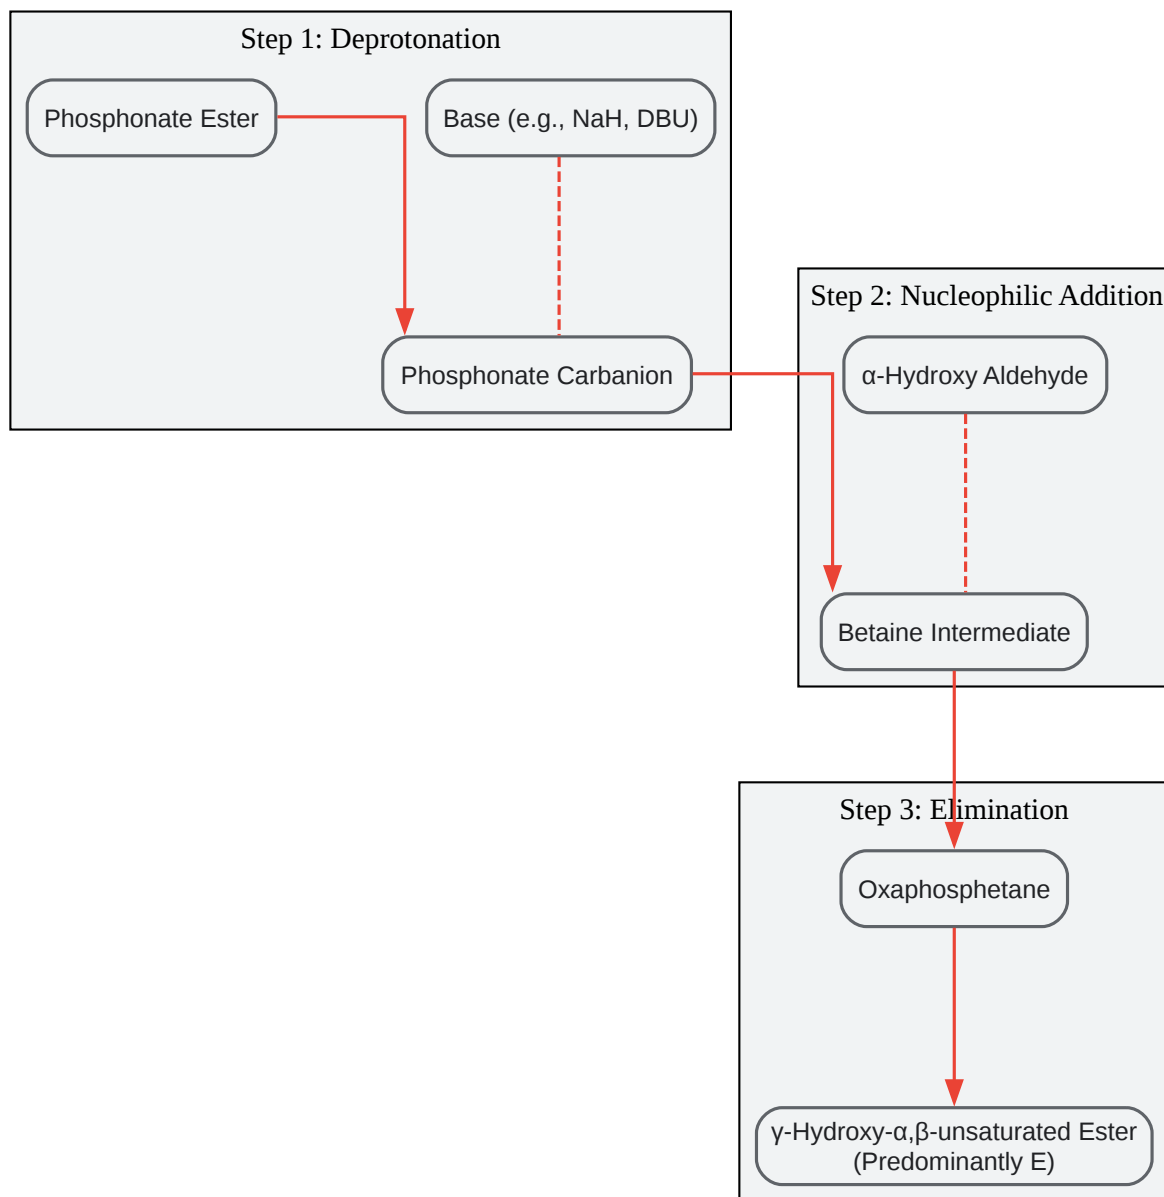 Step 1: Deprotonation
Phosphonate Ester
Base (e.g., NaH, DBU)
Phosphonate Carbanion
Step 2: Nucleophilic Addition
α-Hydroxy Aldehyde
Betaine Intermediate
Step 3: Elimination
Oxaphosphetane
γ-Hydroxy-α,β-unsaturated Ester
(Predominantly E)